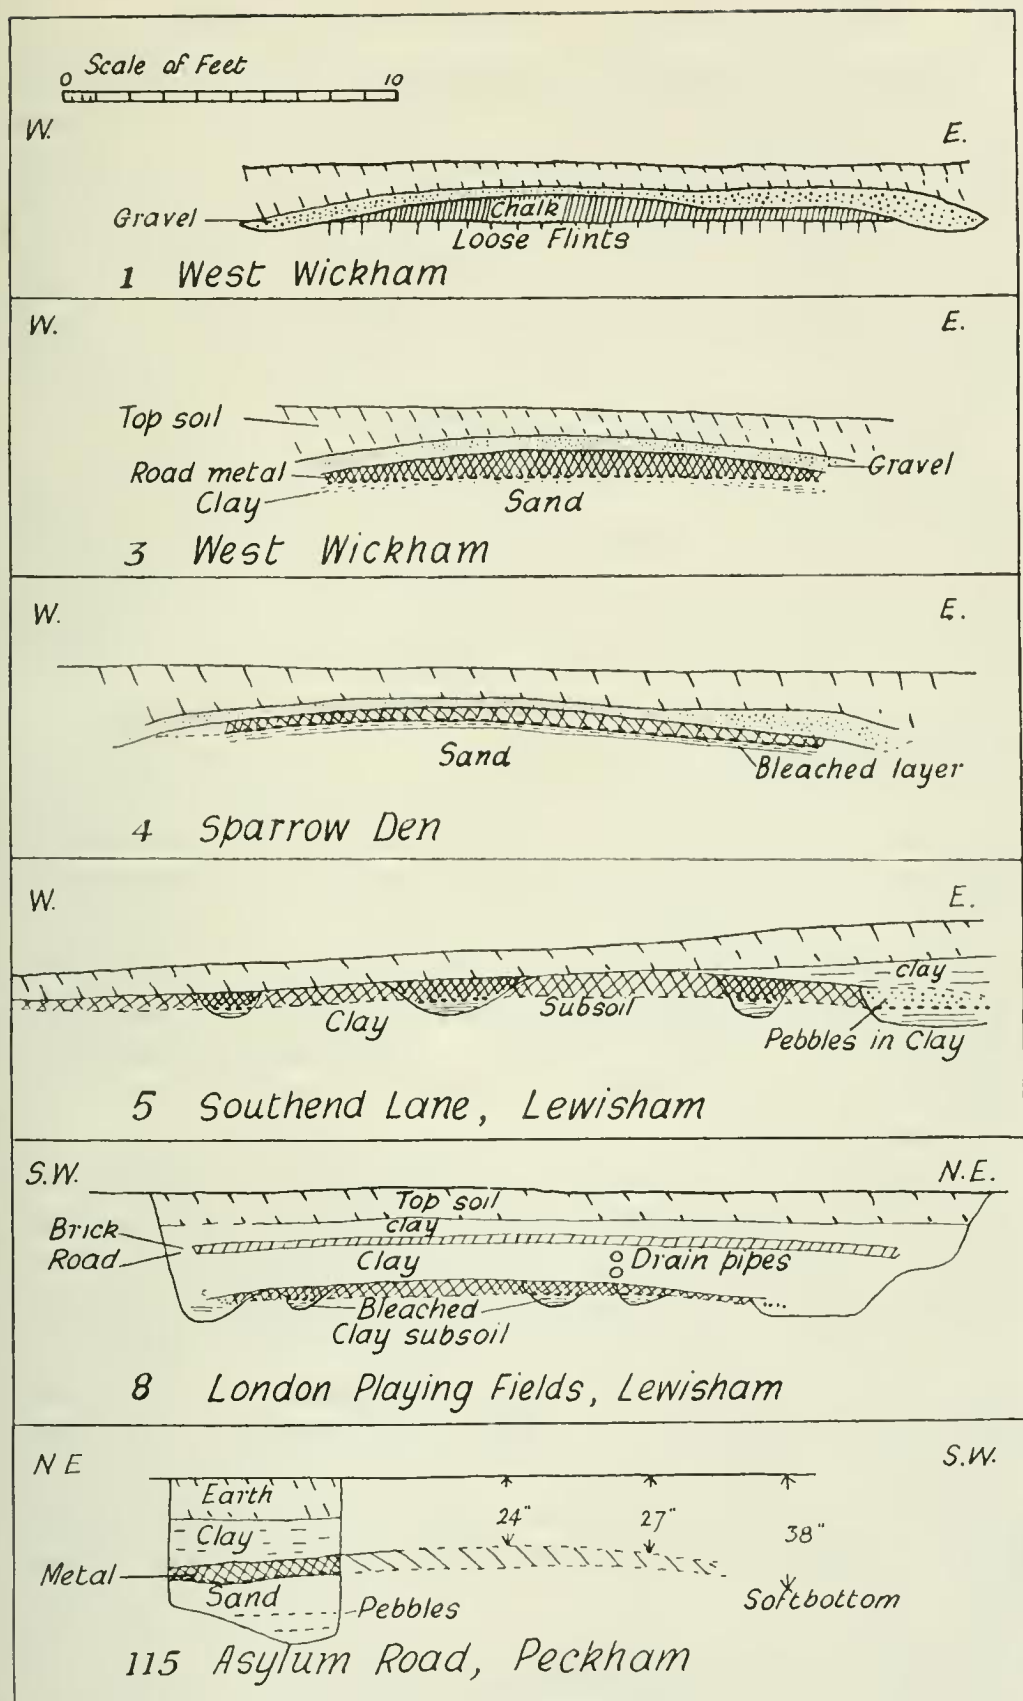 Scale of Feet
0 10
W. E.
Gravel
Chalk
Loose Flints
1 West Wickham
W. E.
Top soil
Road metal
Gravel
Clay
Sand
3 West Wickham
W. E.
Sand
Bleached layer
4 Sparrow Den
W. E.
clay
Clay
Subsoil
Pebbles in Clay
5 Southend Lane, Lewisham
S.W. N.E.
Top soil
clay
Brick
Road
Clay
Drain pipes
Bleached
Clay subsoil
8 London Playing Fields, Lewisham
N E S.W.
Earth
24"
27"
38"
Clay
Metal
Sand
Pebbles
Softbottom
115 Asylum Road, Peckham